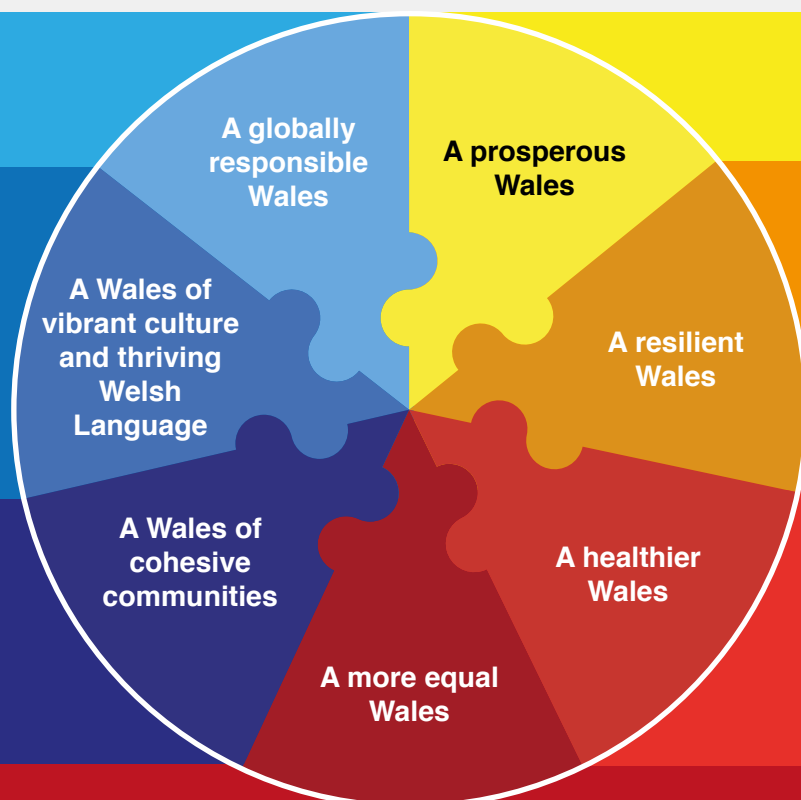 A prosperous
Wales
A resilient
Wales
A healthier
Wales
A more equal
Wales
A Wales of
cohesive
communities
A Wales of
vibrant culture
and thriving
Welsh
Language
A globally
responsible
Wales